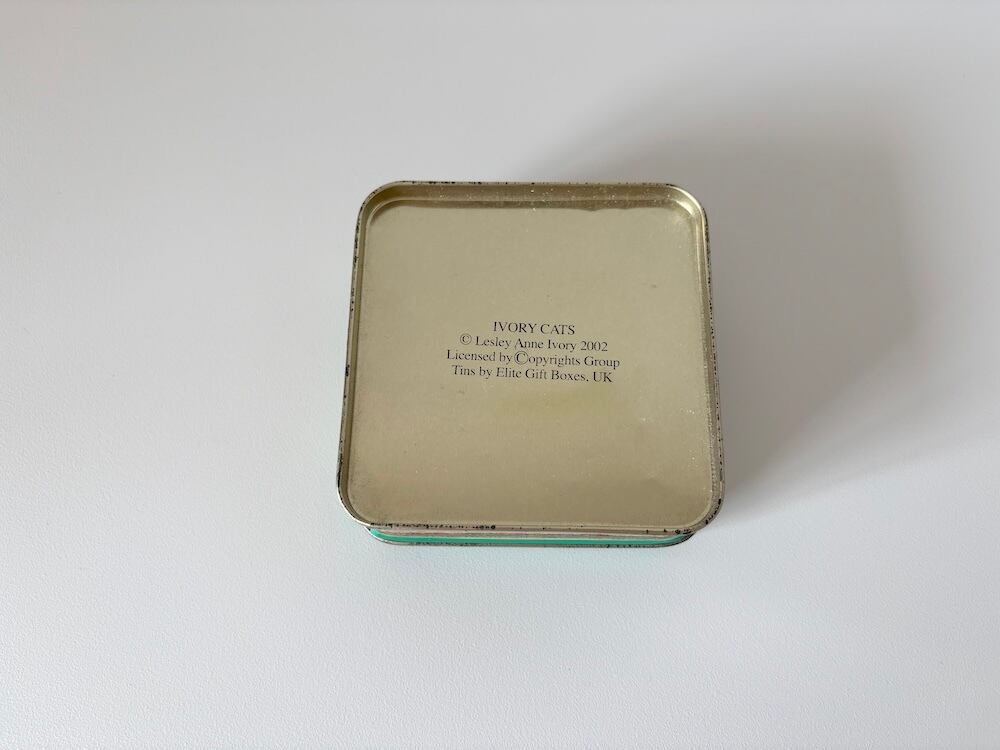 IVORY CATS
© Lesley Anne Ivory 2002
Licensed by ©opyrights Group
Tins by Elite Gift Boxes, UK